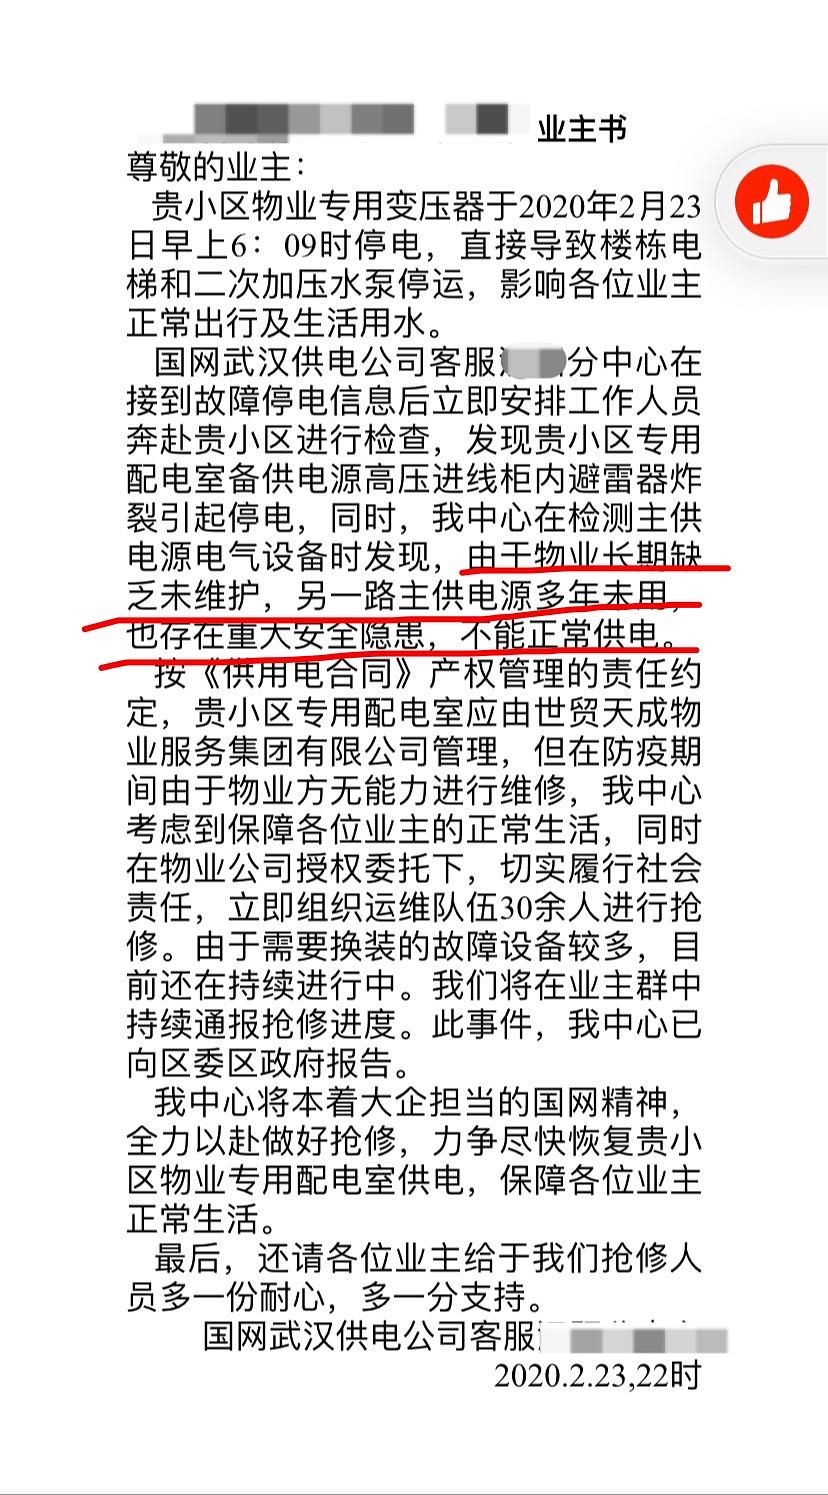 业主书
尊敬的业主：
贵小区物业专用变压器于2020年2月23
日早上6：09时停电，直接导致楼栋电
梯和二次加压水泵停运，影响各位业主
正常出行及生活用水。
国网武汉供电公司客服分中心在
接到故障停电信息后立即安排工作人员
奔赴贵小区进行检查，发现贵小区专用
配电室备供电源高压进线柜内避雷器炸
裂引起停电，同时，我中心在检测主供
电源电气设备时发现，由于物业长期缺
乏未维护，另一路主供电源多年未用，
也存在重大安全隐患，不能正常供电。
按《供用电合同》产权管理的责任约
定，贵小区专用配电室应由世贸天成物
业服务集团有限公司管理，但在防疫期
间由于物业方无能力进行维修，我中心
考虑到保障各位业主的正常生活，同时
在物业公司授权委托下，切实履行社会
责任，立即组织运维队伍30余人进行抢
修。由于需要换装的故障设备较多，目
前还在持续进行中。我们将在业主群中
持续通报抢修进度。此事件，我中心已
向区委区政府报告。
我中心将本着大企担当的国网精神，
全力以赴做好抢修，力争尽快恢复贵小
区物业专用配电室供电，保障各位业主
正常生活。
最后，还请各位业主给于我们抢修人
员多一份耐心，多一分支持。
国网武汉供电公司客服
2020.2.23,22时